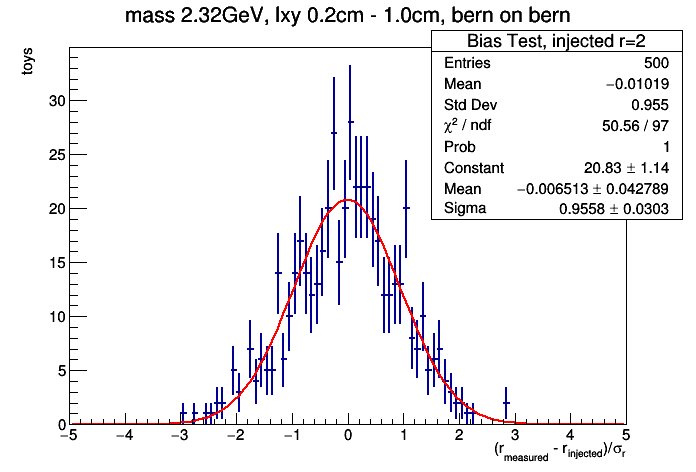 mass 2.32GeV, lxy 0.2cm - 1.0cm, bern on bern
toys
Bias Test, injected r=2
Entries 500
Mean −0.01019
Std Dev 0.955
χ² / ndf 50.56 / 97
Prob 1
Constant 20.83 ± 1.14
Mean −0.006513 ± 0.042789
Sigma 0.9558 ± 0.0303
30
25
20
15
10
5
0
−5 −4 −3 −2 −1 0 1 2 3 4 5
(r_measured - r_injected)/σ_r